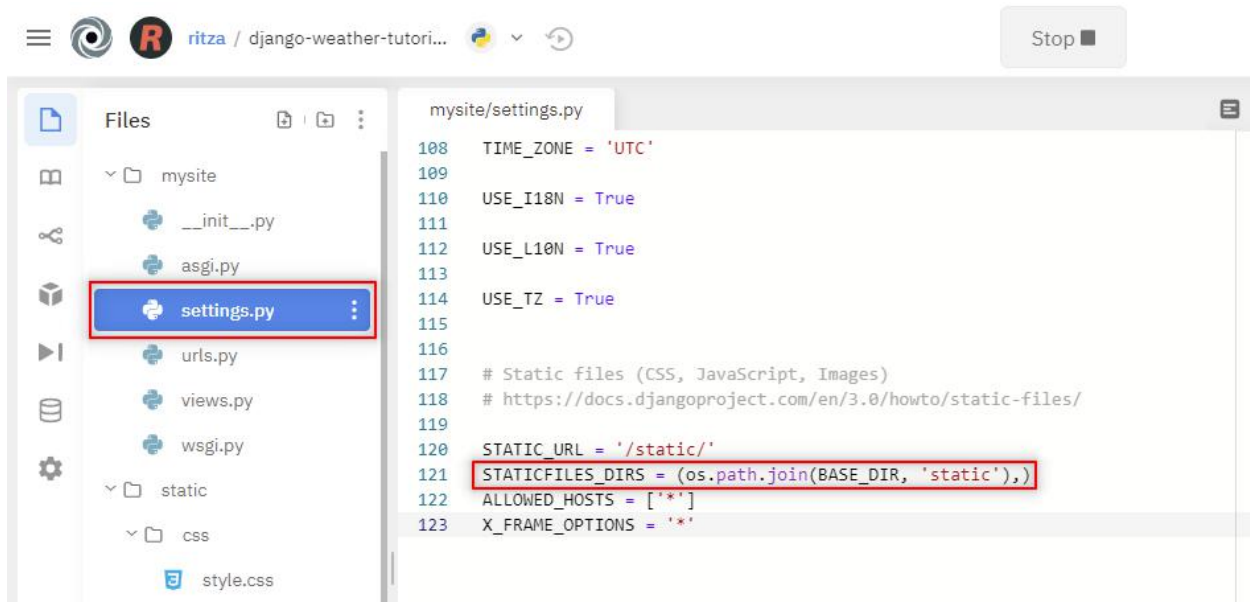 R ritza / django-weather-tutori...
Stop
Files
mysite
__init__.py
asgi.py
settings.py
urls.py
views.py
wsgi.py
static
css
style.css
mysite/settings.py
108 TIME_ZONE = 'UTC'
109
110 USE_I18N = True
111
112 USE_L10N = True
113
114 USE_TZ = True
115
116
117 # Static files (CSS, JavaScript, Images)
118 # https://docs.djangoproject.com/en/3.0/howto/static-files/
119
120 STATIC_URL = '/static/'
121 STATICFILES_DIRS = (os.path.join(BASE_DIR, 'static'),)
122 ALLOWED_HOSTS = ['*']
123 X_FRAME_OPTIONS = '*'